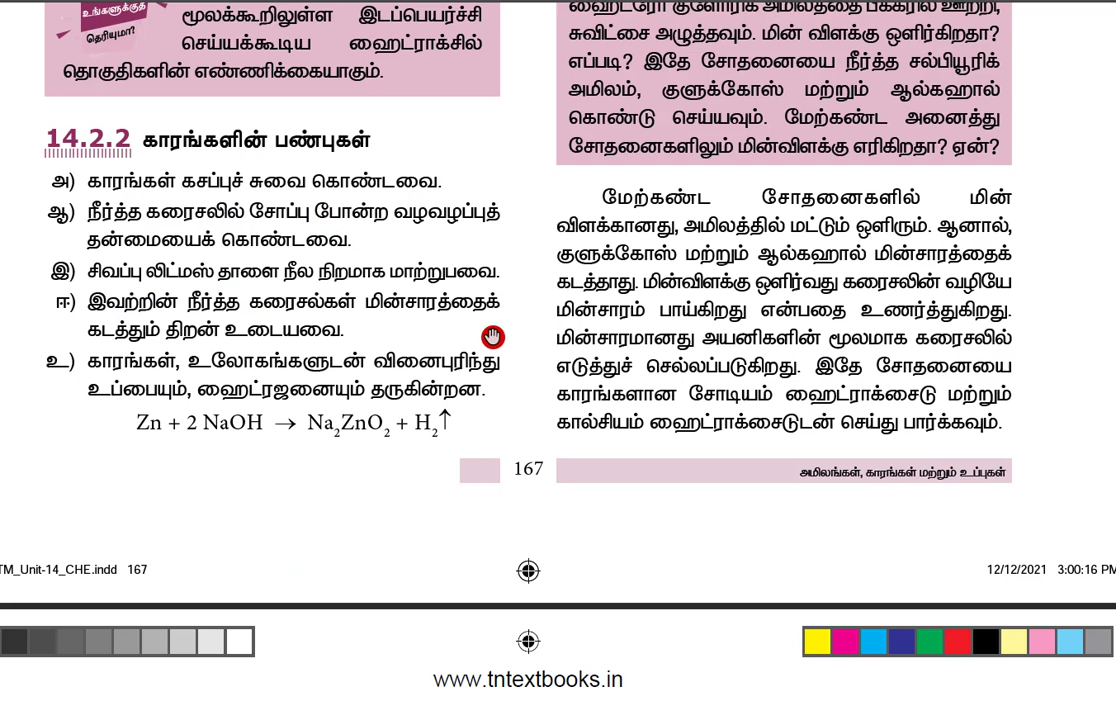 உங்களுக்குத்
தெரியுமா?
மூலக்கூறிலுள்ள இடப்பெயர்ச்சி
செய்யக்கூடிய ஹைட்ராக்சில்
தொகுதிகளின் எண்ணிக்கையாகும்.
14.2.2 காரங்களின் பண்புகள்
அ) காரங்கள் கசப்புச் சுவை கொண்டவை.
ஆ) நீர்த்த கரைசலில் சோப்பு போன்ற வழவழப்புத்
தன்மையைக் கொண்டவை.
இ) சிவப்பு லிட்மஸ் தாளை நீல நிறமாக மாற்றுபவை.
ஈ) இவற்றின் நீர்த்த கரைசல்கள் மின்சாரத்தைக்
கடத்தும் திறன் உடையவை.
உ) காரங்கள், உலோகங்களுடன் வினைபுரிந்து
உப்பையும், ஹைட்ரஜனையும் தருகின்றன.
Zn + 2 NaOH → Na₂ZnO₂ + H₂↑
ஹைட்ரோ குளோரிக் அமிலத்தை பீக்கரில் ஊற்றி,
சுவிட்சை அழுத்தவும். மின் விளக்கு ஒளிர்கிறதா?
எப்படி? இதே சோதனையை நீர்த்த சல்பியூரிக்
அமிலம், குளுக்கோஸ் மற்றும் ஆல்கஹால்
கொண்டு செய்யவும். மேற்கண்ட அனைத்து
சோதனைகளிலும் மின்விளக்கு எரிகிறதா? ஏன்?
மேற்கண்ட சோதனைகளில் மின்
விளக்கானது, அமிலத்தில் மட்டும் ஒளிரும். ஆனால்,
குளுக்கோஸ் மற்றும் ஆல்கஹால் மின்சாரத்தைக்
கடத்தாது. மின்விளக்கு ஒளிர்வது கரைசலின் வழியே
மின்சாரம் பாய்கிறது என்பதை உணர்த்துகிறது.
மின்சாரமானது அயனிகளின் மூலமாக கரைசலில்
எடுத்துச் செல்லப்படுகிறது. இதே சோதனையை
காரங்களான சோடியம் ஹைட்ராக்சைடு மற்றும்
கால்சியம் ஹைட்ராக்சைடுடன் செய்து பார்க்கவும்.
167
அமிலங்கள், காரங்கள் மற்றும் உப்புகள்
TM_Unit-14_CHE.indd 167
12/12/2021 3:00:16 PM
www.tntextbooks.in